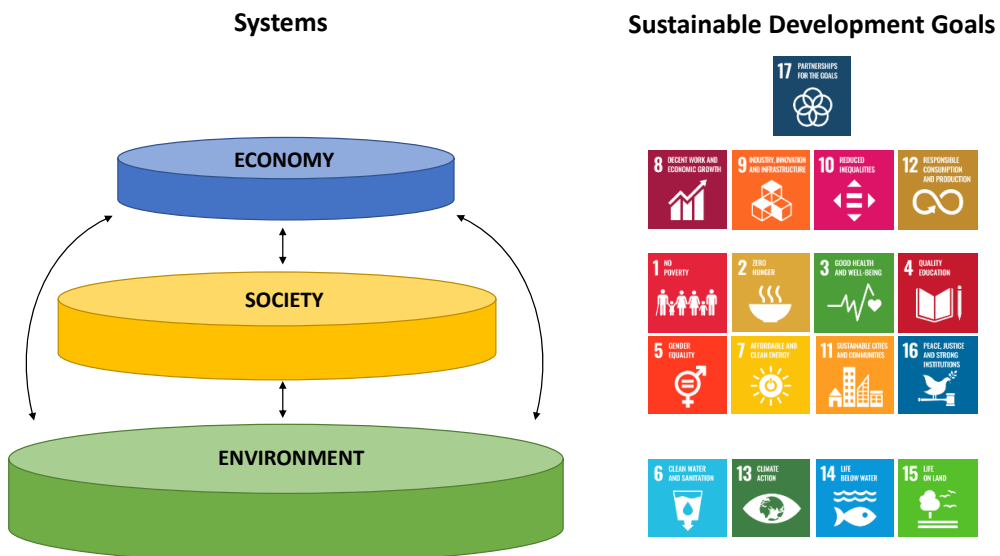 Systems
Sustainable Development Goals
17 PARTNERSHIPS
FOR THE GOALS
ECONOMY
8 DECENT WORK AND
ECONOMIC GROWTH
9 INDUSTRY, INNOVATION
AND INFRASTRUCTURE
10 REDUCED
INEQUALITIES
12 RESPONSIBLE
CONSUMPTION
AND PRODUCTION
SOCIETY
1 NO
POVERTY
2 ZERO
HUNGER
3 GOOD HEALTH
AND WELL-BEING
4 QUALITY
EDUCATION
5 GENDER
EQUALITY
7 AFFORDABLE AND
CLEAN ENERGY
11 SUSTAINABLE CITIES
AND COMMUNITIES
16 PEACE, JUSTICE
AND STRONG
INSTITUTIONS
ENVIRONMENT
6 CLEAN WATER
AND SANITATION
13 CLIMATE
ACTION
14 LIFE
BELOW WATER
15 LIFE
ON LAND